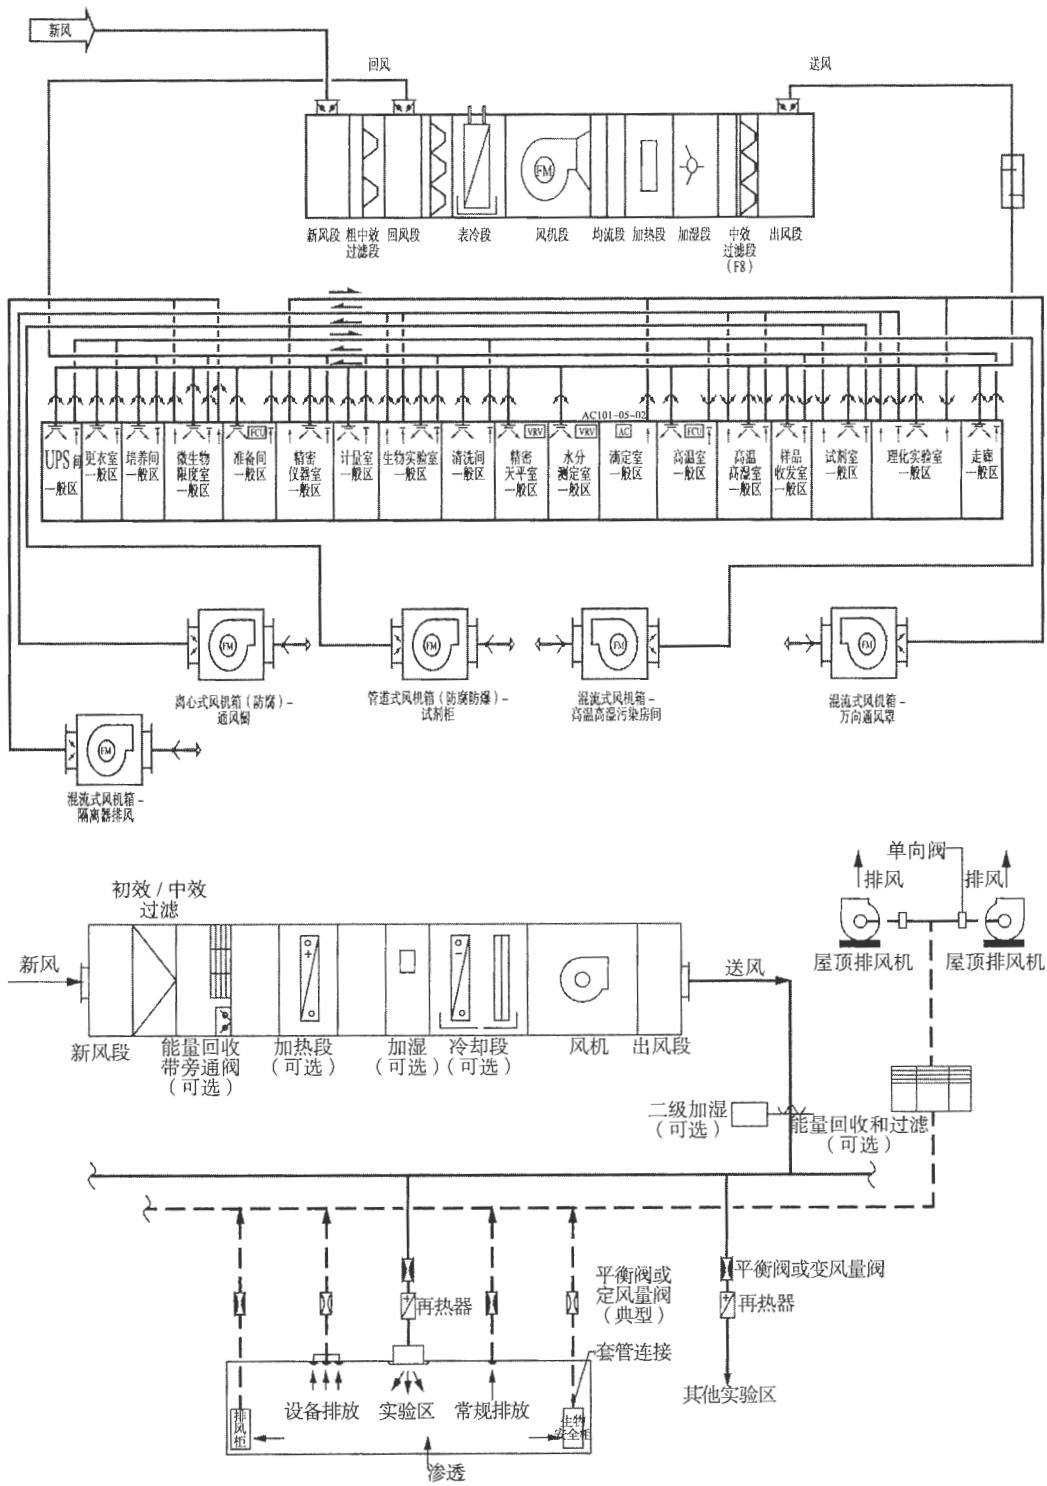 新风
回风
送风
FM
新风段
粗中效
过滤段
回风段
表冷段
风机段
均流段
加热段
加湿段
中效
过滤段
(F8)
出风段
AC101-05-02
FCU
VRV
VRV
AC
FCU
UPS间
一般区
更衣室
一般区
培养间
一般区
微生物
限度室
一般区
准备间
一般区
精密
仪器室
一般区
计量室
一般区
生物实验室
一般区
清洗间
一般区
精密
天平室
一般区
水分
测定室
一般区
滴定室
一般区
高温室
一般区
高温
高湿室
一般区
样品
收发室
一般区
试剂室
一般区
理化实验室
一般区
走廊
一般区
FM
FM
FM
FM
离心式风机箱(防腐)-
通风橱
管道式风机箱(防腐防爆)-
试剂柜
混流式风机箱-
高温高湿污染房间
混流式风机箱-
万向通风罩
FM
混流式风机箱-
隔离器排风
单向阀
排风
排风
屋顶排风机
屋顶排风机
初效/中效
过滤
新风
送风
新风段
能量回收
带旁通阀
(可选)
加热段
(可选)
加湿
(可选)
冷却段
(可选)
风机
出风段
二级加湿
(可选)
能量回收和过滤
(可选)
平衡阀或
定风量阀
(典型)
平衡阀或变风量阀
再热器
再热器
套管连接
其他实验区
设备排放
实验区
常规排放
排
风
柜
生物
安全柜
渗透